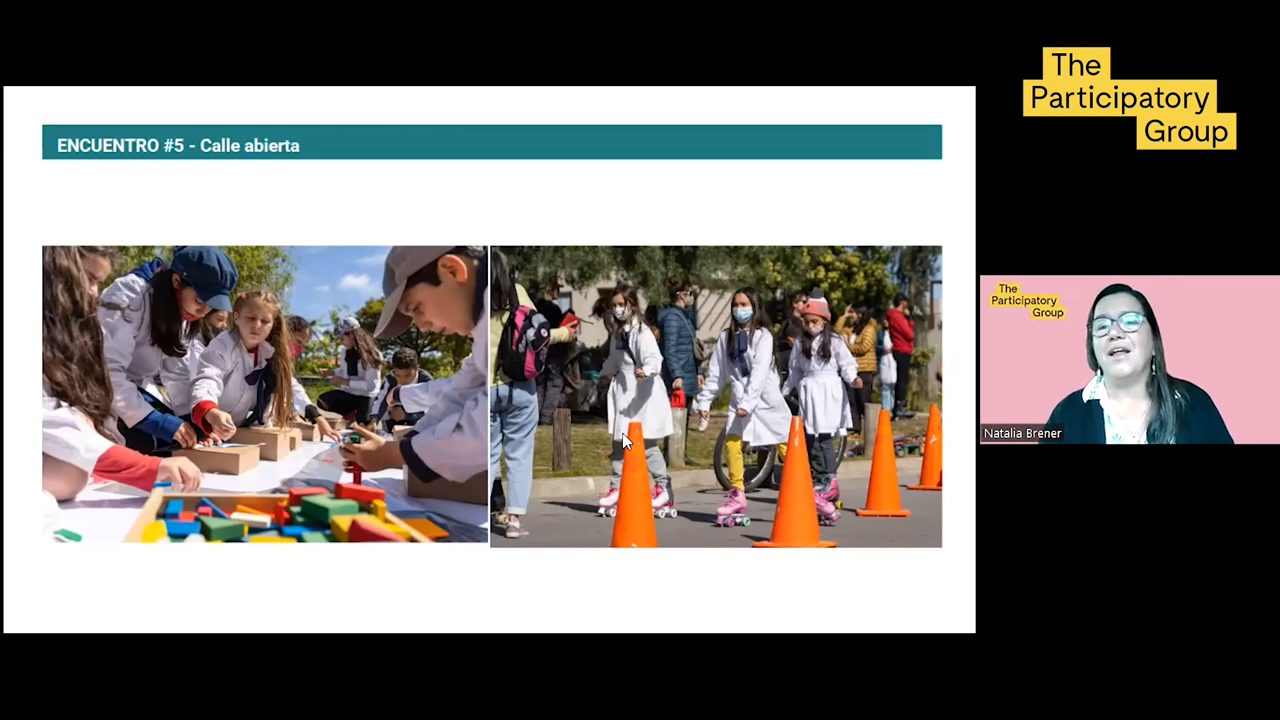 The
Participatory
Group
ENCUENTRO #5 - Calle abierta
The
Participatory
Group
Natalia Brener